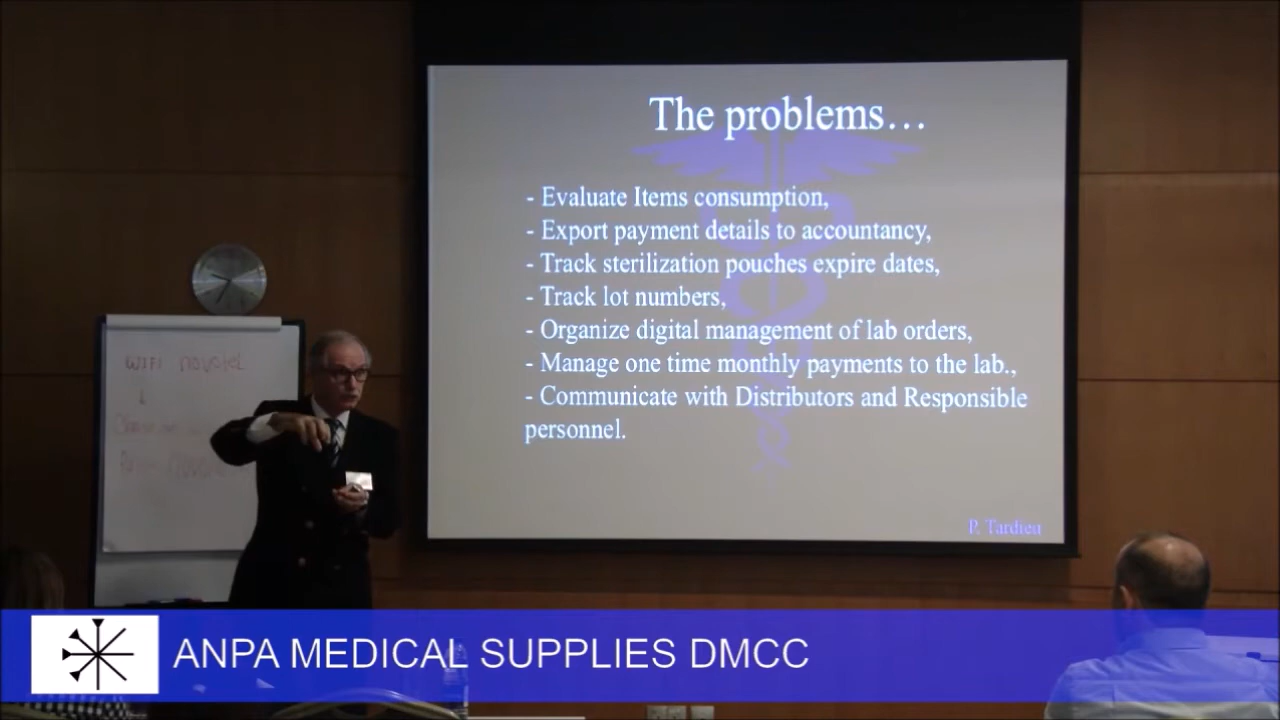 The problems...
- Evaluate Items consumption,
- Export payment details to accountancy,
- Track sterilization pouches expire dates,
- Track lot numbers,
- Organize digital management of lab orders,
- Manage one time monthly payments to the lab.,
- Communicate with Distributors and Responsible
personnel.
P. Tardieu
WIFI novotel
ANPA MEDICAL SUPPLIES DMCC